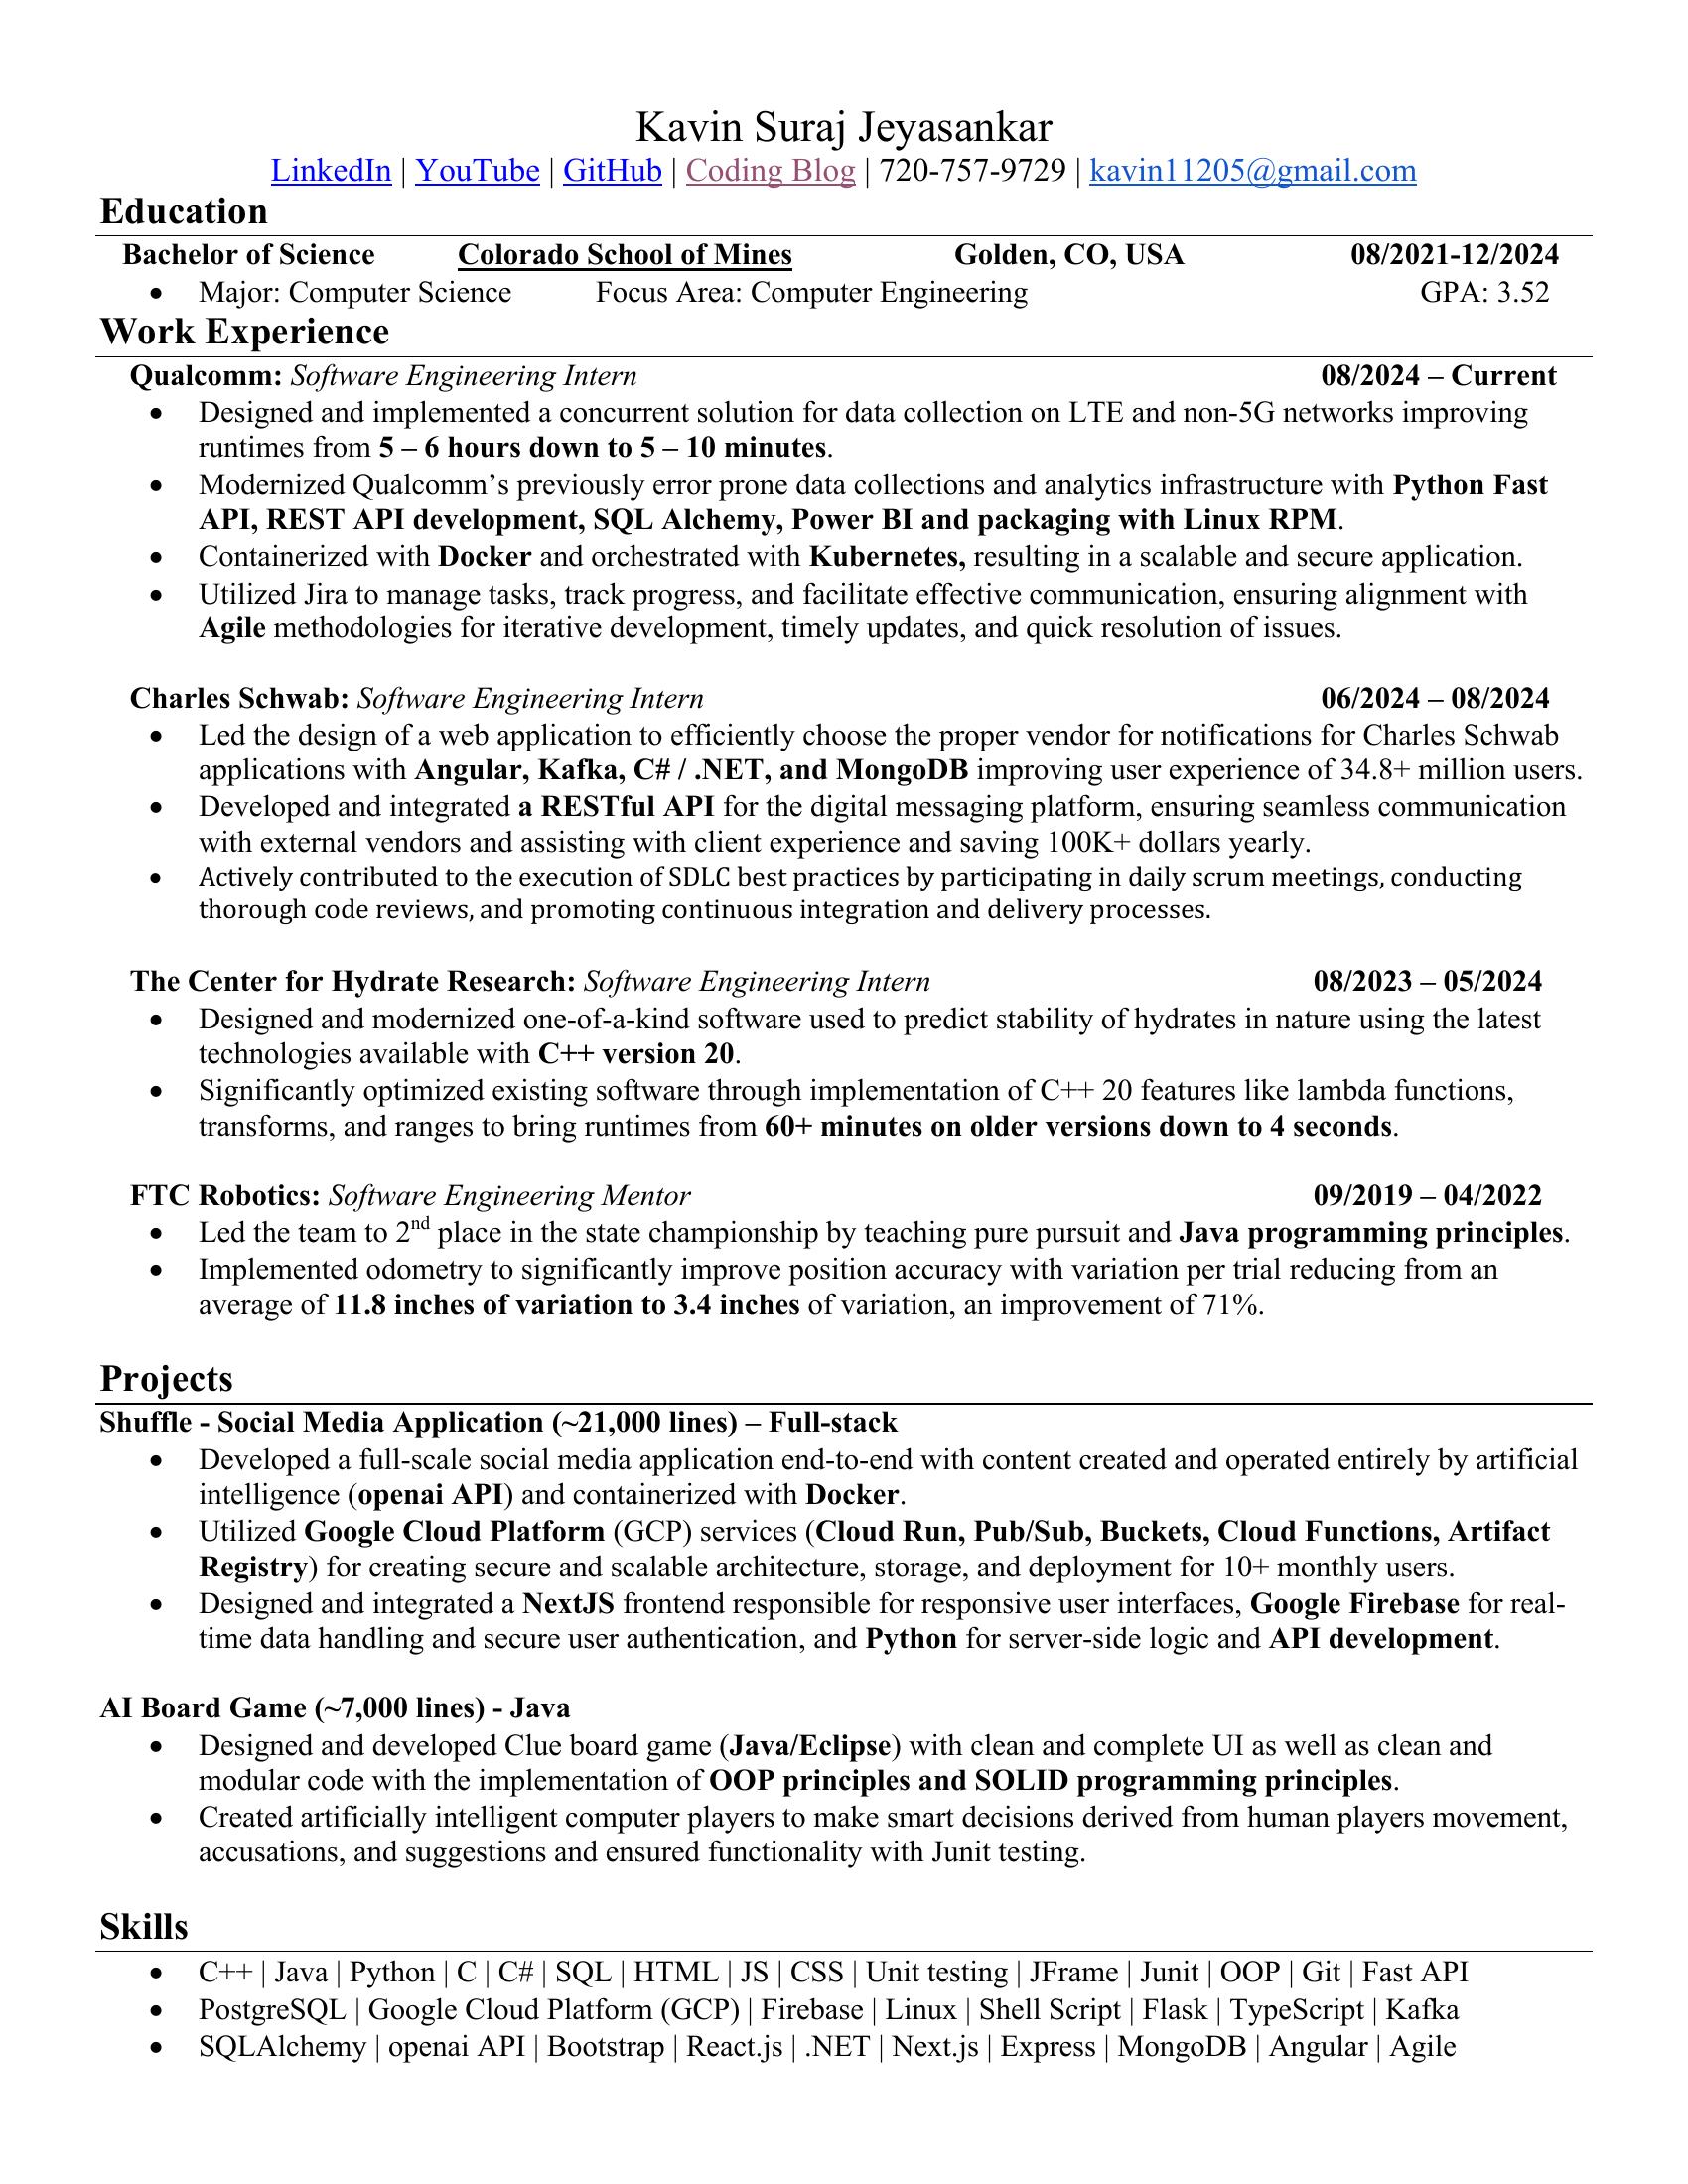 Kavin Suraj Jeyasankar
LinkedIn | YouTube | GitHub | Coding Blog | 720-757-9729 | kavin11205@gmail.com
Education
Bachelor of Science Colorado School of Mines Golden, CO, USA 08/2021-12/2024
• Major: Computer Science Focus Area: Computer Engineering GPA: 3.52
Work Experience
Qualcomm: Software Engineering Intern 08/2024 – Current
• Designed and implemented a concurrent solution for data collection on LTE and non-5G networks improving
runtimes from 5 – 6 hours down to 5 – 10 minutes.
• Modernized Qualcomm’s previously error prone data collections and analytics infrastructure with Python Fast
API, REST API development, SQL Alchemy, Power BI and packaging with Linux RPM.
• Containerized with Docker and orchestrated with Kubernetes, resulting in a scalable and secure application.
• Utilized Jira to manage tasks, track progress, and facilitate effective communication, ensuring alignment with
Agile methodologies for iterative development, timely updates, and quick resolution of issues.
Charles Schwab: Software Engineering Intern 06/2024 – 08/2024
• Led the design of a web application to efficiently choose the proper vendor for notifications for Charles Schwab
applications with Angular, Kafka, C# / .NET, and MongoDB improving user experience of 34.8+ million users.
• Developed and integrated a RESTful API for the digital messaging platform, ensuring seamless communication
with external vendors and assisting with client experience and saving 100K+ dollars yearly.
• Actively contributed to the execution of SDLC best practices by participating in daily scrum meetings, conducting
thorough code reviews, and promoting continuous integration and delivery processes.
The Center for Hydrate Research: Software Engineering Intern 08/2023 – 05/2024
• Designed and modernized one-of-a-kind software used to predict stability of hydrates in nature using the latest
technologies available with C++ version 20.
• Significantly optimized existing software through implementation of C++ 20 features like lambda functions,
transforms, and ranges to bring runtimes from 60+ minutes on older versions down to 4 seconds.
FTC Robotics: Software Engineering Mentor 09/2019 – 04/2022
• Led the team to 2nd place in the state championship by teaching pure pursuit and Java programming principles.
• Implemented odometry to significantly improve position accuracy with variation per trial reducing from an
average of 11.8 inches of variation to 3.4 inches of variation, an improvement of 71%.
Projects
Shuffle - Social Media Application (~21,000 lines) – Full-stack
• Developed a full-scale social media application end-to-end with content created and operated entirely by artificial
intelligence (openai API) and containerized with Docker.
• Utilized Google Cloud Platform (GCP) services (Cloud Run, Pub/Sub, Buckets, Cloud Functions, Artifact
Registry) for creating secure and scalable architecture, storage, and deployment for 10+ monthly users.
• Designed and integrated a NextJS frontend responsible for responsive user interfaces, Google Firebase for real-
time data handling and secure user authentication, and Python for server-side logic and API development.
AI Board Game (~7,000 lines) - Java
• Designed and developed Clue board game (Java/Eclipse) with clean and complete UI as well as clean and
modular code with the implementation of OOP principles and SOLID programming principles.
• Created artificially intelligent computer players to make smart decisions derived from human players movement,
accusations, and suggestions and ensured functionality with Junit testing.
Skills
• C++ | Java | Python | C | C# | SQL | HTML | JS | CSS | Unit testing | JFrame | Junit | OOP | Git | Fast API
• PostgreSQL | Google Cloud Platform (GCP) | Firebase | Linux | Shell Script | Flask | TypeScript | Kafka
• SQLAlchemy | openai API | Bootstrap | React.js | .NET | Next.js | Express | MongoDB | Angular | Agile